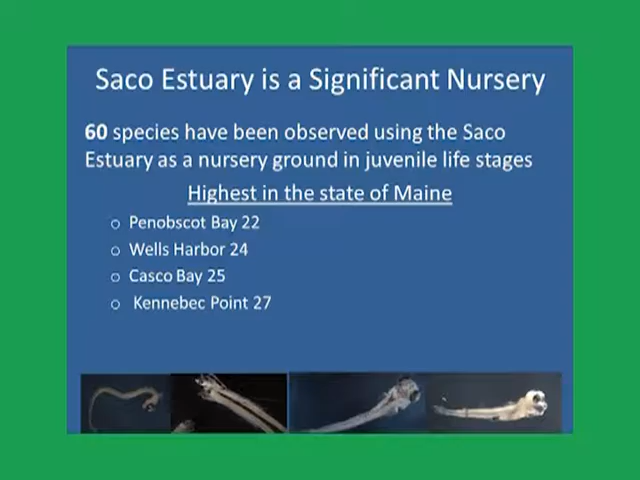 Saco Estuary is a Significant Nursery
60 species have been observed using the Saco
Estuary as a nursery ground in juvenile life stages
Highest in the state of Maine
o Penobscot Bay 22
o Wells Harbor 24
o Casco Bay 25
o Kennebec Point 27